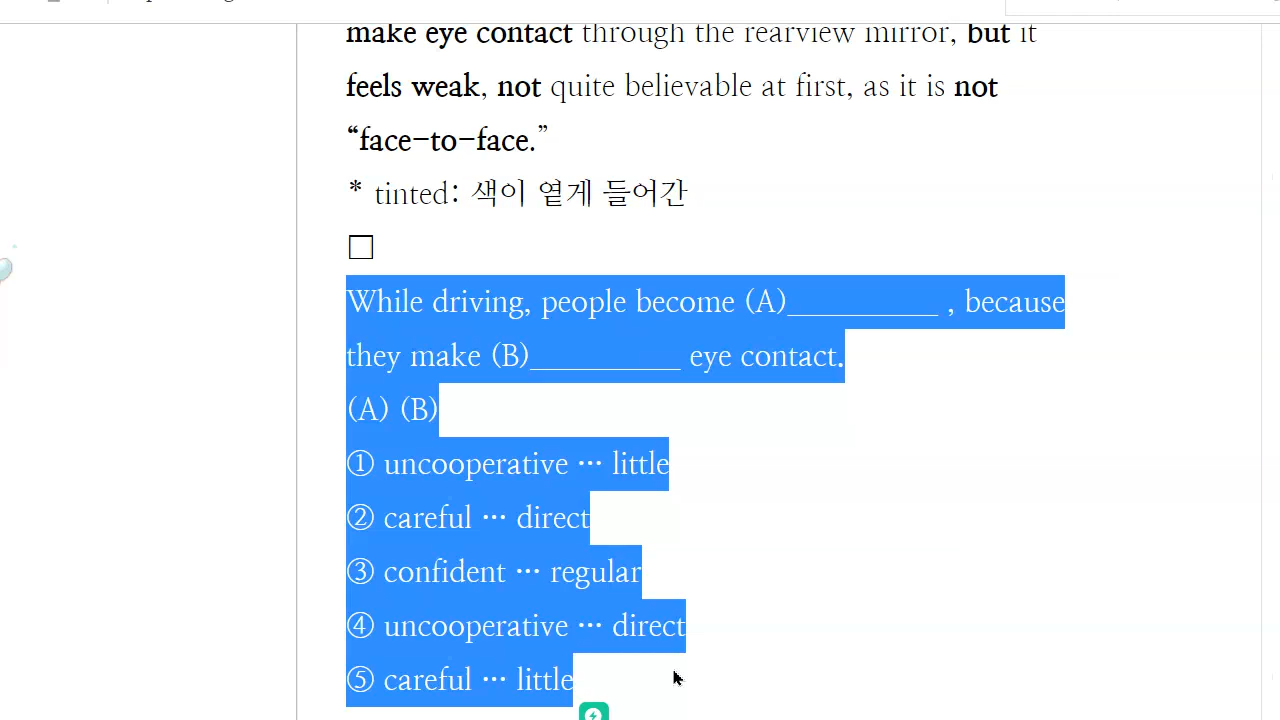 make eye contact through the rearview mirror, but it
feels weak, not quite believable at first, as it is not
“face-to-face.”
* tinted: 색이 옅게 들어간
□
While driving, people become (A)__________ , because
they make (B)__________ eye contact.
(A) (B)
① uncooperative … little
② careful … direct
③ confident … regular
④ uncooperative … direct
⑤ careful … little